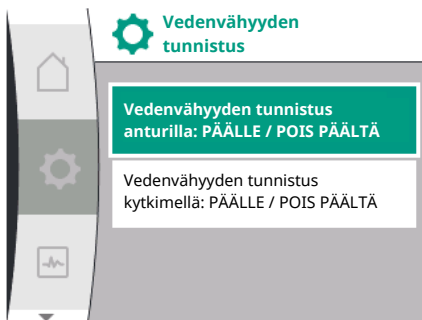 Vedenvähyyden
tunnistus
Vedenvähyyden tunnistus
anturilla: PÄÄLLE / POIS PÄÄLTÄ
Vedenvähyyden tunnistus
kytkimellä: PÄÄLLE / POIS PÄÄLTÄ